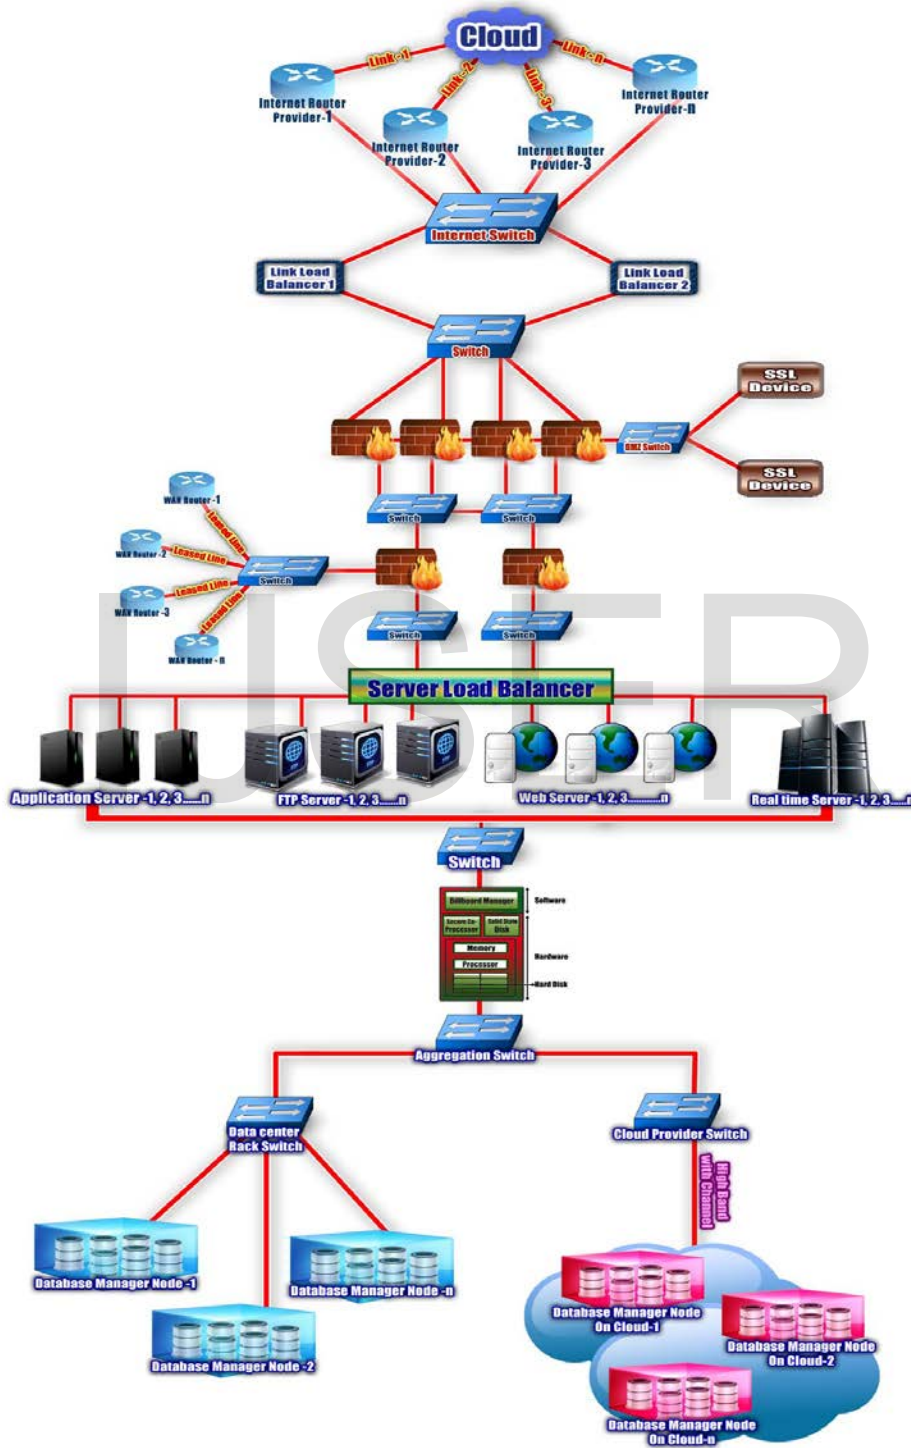 Cloud
Link -1
Link -2
Link -3
Link -n
Internet Router
Provider-1
Internet Router
Provider-2
Internet Router
Provider-3
Internet Router
Provider-n
Internet Switch
Link Load
Balancer 1
Link Load
Balancer 2
Switch
SSL
Device
DMZ Switch
SSL
Device
WAN Router -1
WAN Router -2
WAN Router -3
WAN Router - n
Leased Line
Leased Line
Leased Line
Leased Line
Switch
Switch
Switch
Switch
Switch
IJSER
Server Load Balancer
Application Server -1, 2, 3......n
FTP Server -1, 2, 3......n
Web Server -1, 2, 3............n
Real time Server -1, 2, 3......n
Switch
Billboard Manager
Software
Secure Co-
Processor
Solid State
Disk
Memory
Processor
Hardware
Hard Disk
Aggregation Switch
Data center
Rack Switch
Cloud Provider Switch
High Band
with Channel
Database Manager Node -1
Database Manager Node -n
Database Manager Node -2
Database Manager Node
On Cloud-1
Database Manager Node
On Cloud-2
Database Manager Node
On Cloud-n